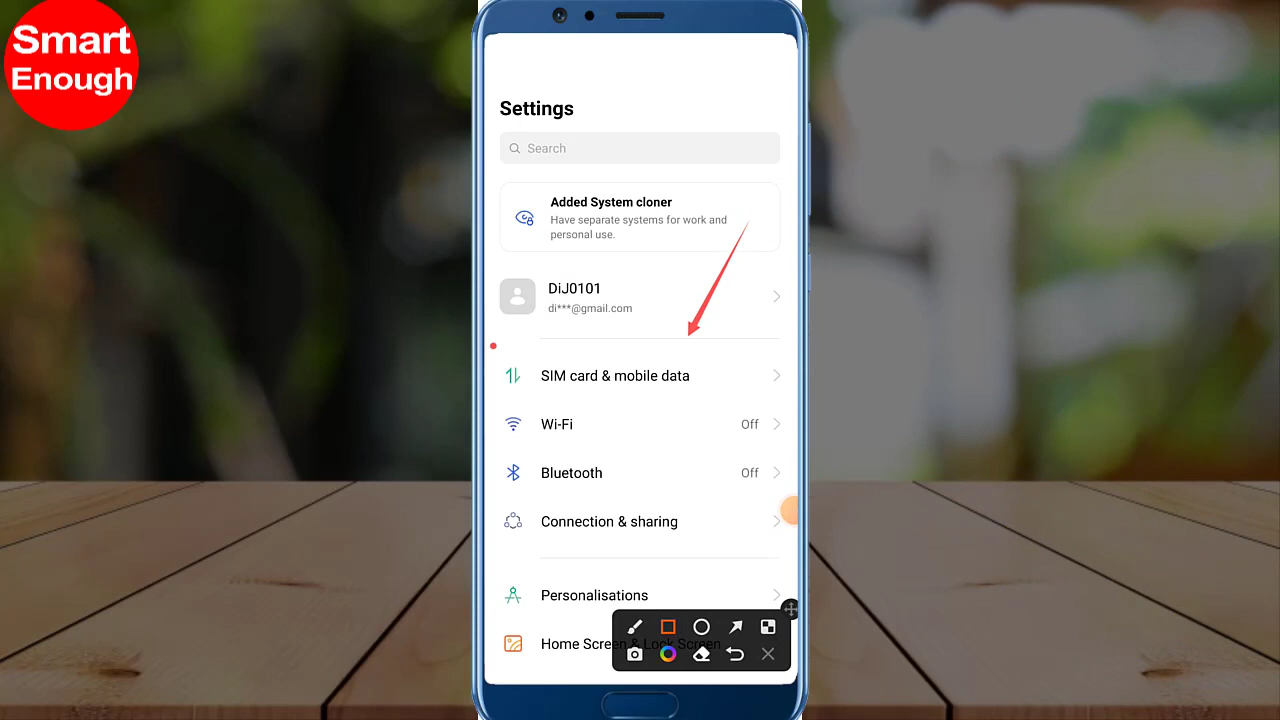 Smart
Enough
Settings
Search
Added System cloner
Have separate systems for work and
personal use.
DiJ0101
di***@gmail.com
SIM card & mobile data
Wi-Fi Off
Bluetooth Off
Connection & sharing
Personalisations
Home Screen & Lock Screen